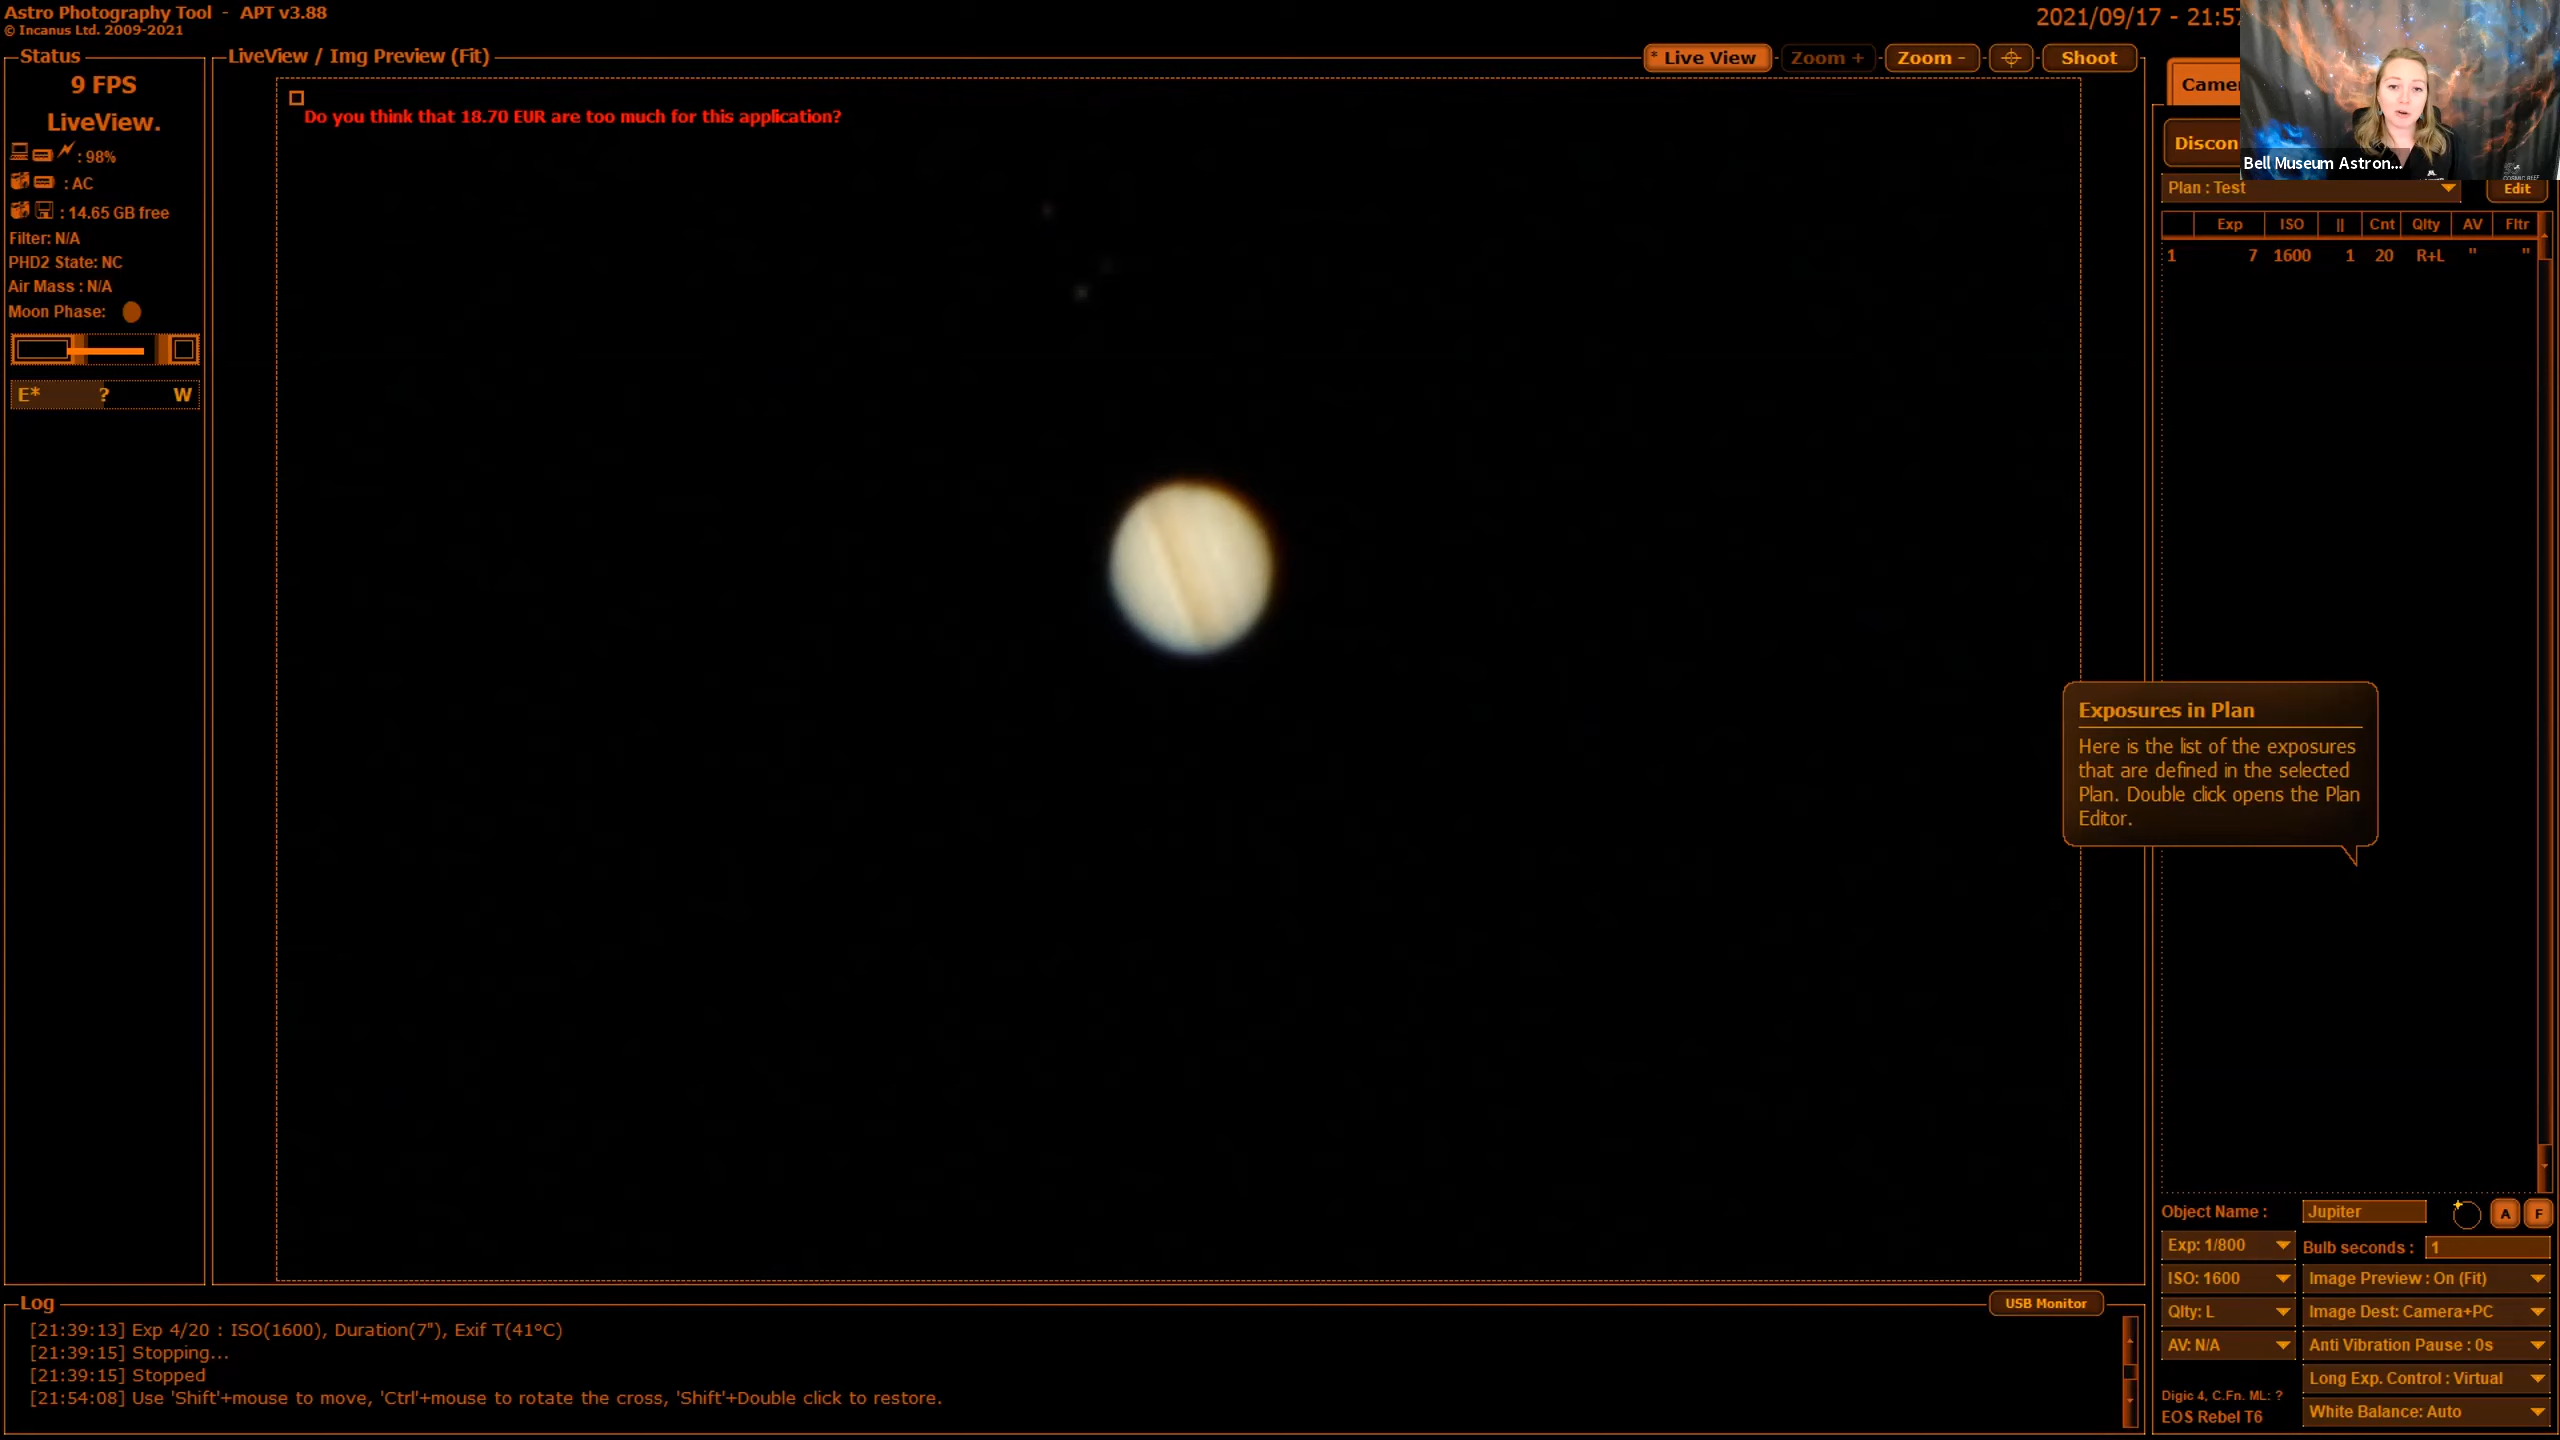 Astro Photography Tool - APT v3.88
© Incanus Ltd. 2009-2021
2021/09/17 - 21:57
Status
9 FPS
LiveView.
: 98%
: AC
: 14.65 GB free
Filter: N/A
PHD2 State: NC
Air Mass : N/A
Moon Phase:
E* ? W
LiveView / Img Preview (Fit)
* Live View
Zoom +
Zoom -
Shoot
Do you think that 18.70 EUR are too much for this application?
Came
Discon
Bell Museum Astron...
Plan : Test
Edit
Exp ISO || Cnt Qlty AV Fltr
1 7 1600 1 20 R+L " "
Exposures in Plan
Here is the list of the exposures
that are defined in the selected
Plan. Double click opens the Plan
Editor.
Object Name : Jupiter A F
Exp: 1/800 Bulb seconds : 1
ISO: 1600 Image Preview : On (Fit)
Qlty: L Image Dest: Camera+PC
AV: N/A Anti Vibration Pause : 0s
Long Exp. Control : Virtual
Digic 4, C.Fn. ML: ?
EOS Rebel T6 White Balance: Auto
Log
USB Monitor
[21:39:13] Exp 4/20 : ISO(1600), Duration(7"), Exif T(41°C)
[21:39:15] Stopping...
[21:39:15] Stopped
[21:54:08] Use 'Shift'+mouse to move, 'Ctrl'+mouse to rotate the cross, 'Shift'+Double click to restore.